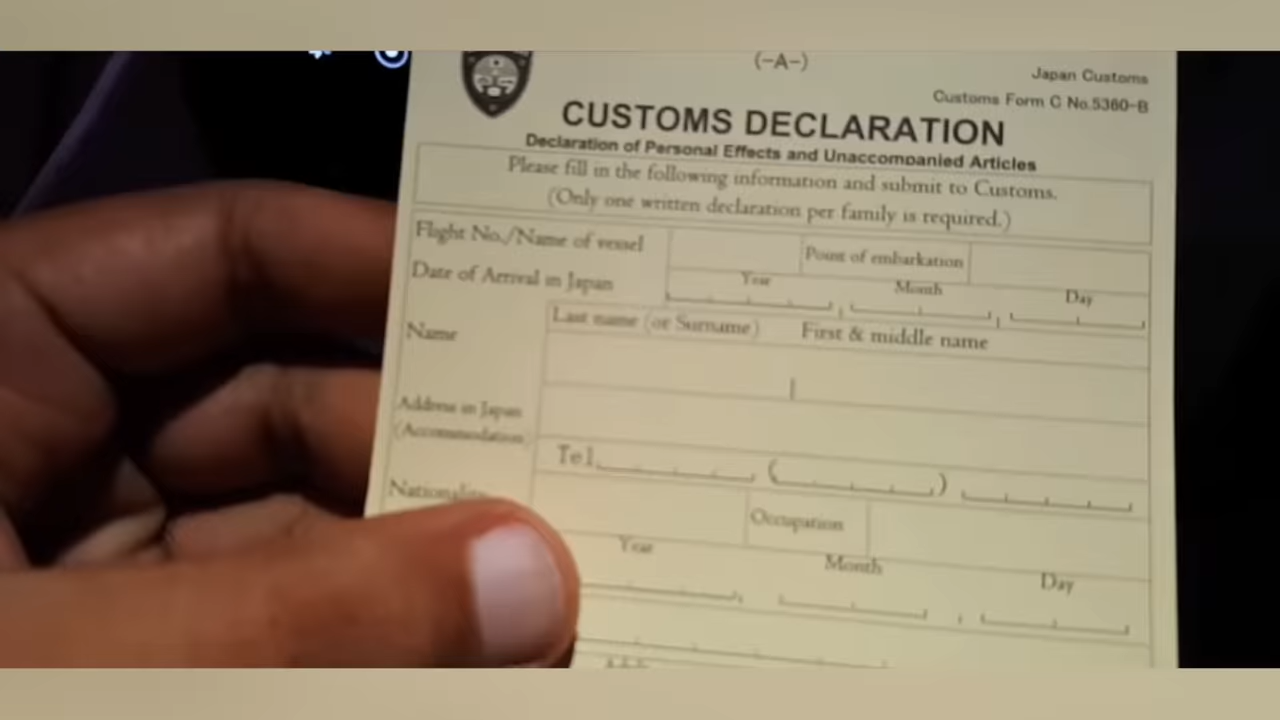 (-A-)
Japan Customs
Customs Form C No.5360-B
CUSTOMS DECLARATION
Declaration of Personal Effects and Unaccompanied Articles
Please fill in the following information and submit to Customs.
(Only one written declaration per family is required.)
Flight No./Name of vessel Point of embarkation
Date of Arrival in Japan Year Month Day
Name Last name (or Surname) First & middle name
Address in Japan
(Accommodation)
Tel ( )
Nationality Occupation
Year Month Day